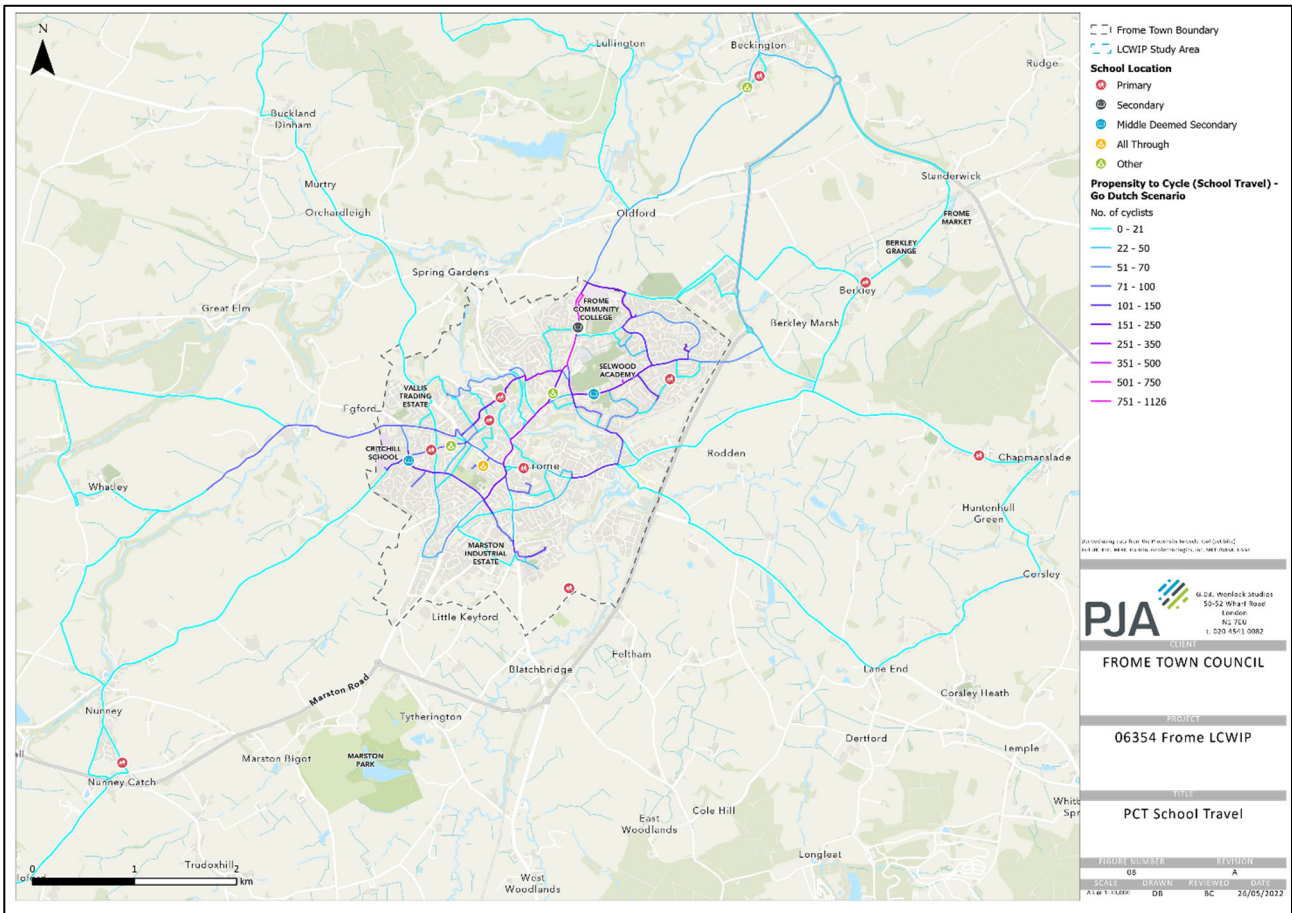 N
Lullington
Beckington
Rudge
Buckland
Dinham
Standerwick
Murtry
Orchardleigh
Oldford
FROME
MARKET
BERKLEY
GRANGE
Spring Gardens
Berkley
Great Elm
FROME
COMMUNITY
COLLEGE
Berkley Marsh
SELWOOD
ACADEMY
VALLIS
TRADING
ESTATE
Egford
CRITCHILL
SCHOOL
Frome
Rodden
Chapmanslade
Whatley
Huntenhull
Green
MARSTON
INDUSTRIAL
ESTATE
Corsley
Little Keyford
Blatchbridge
Feltham
Lane End
Marston Road
Corsley Heath
Nunney
Tytherington
Dertford
Temple
Marston Bigot
MARSTON
PARK
Nunney Catch
Cole Hill
East
Woodlands
Trudoxhill
West
Woodlands
Longleat
0 1 2
km
Frome Town Boundary
LCWIP Study Area
School Location
Primary
Secondary
Middle Deemed Secondary
All Through
Other
Propensity to Cycle (School Travel) -
Go Dutch Scenario
No. of cyclists
0 - 21
22 - 50
51 - 70
71 - 100
101 - 150
151 - 250
251 - 350
351 - 500
501 - 750
751 - 1126
PJA
G.03, Wenlock Studios
50-52 Wharf Road
London
N1 7EU
t. 020 4541 0082
CLIENT
FROME TOWN COUNCIL
PROJECT
06354 Frome LCWIP
TITLE
PCT School Travel
FIGURE NUMBER REVISION
08 A
SCALE DRAWN REVIEWED DATE
DB BC 26/05/2022